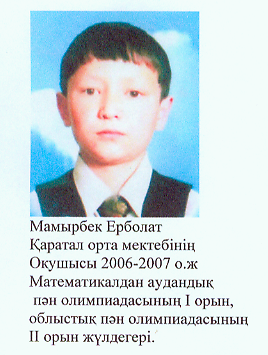 Мамырбек Ерболат
Қаратал орта мектебінің
Оқушысы 2006-2007 о.ж
Математикалдан аудандық
пән олимпиадасының І орын,
облыстық пән олимпиадасының
ІІ орын жүлдегері.